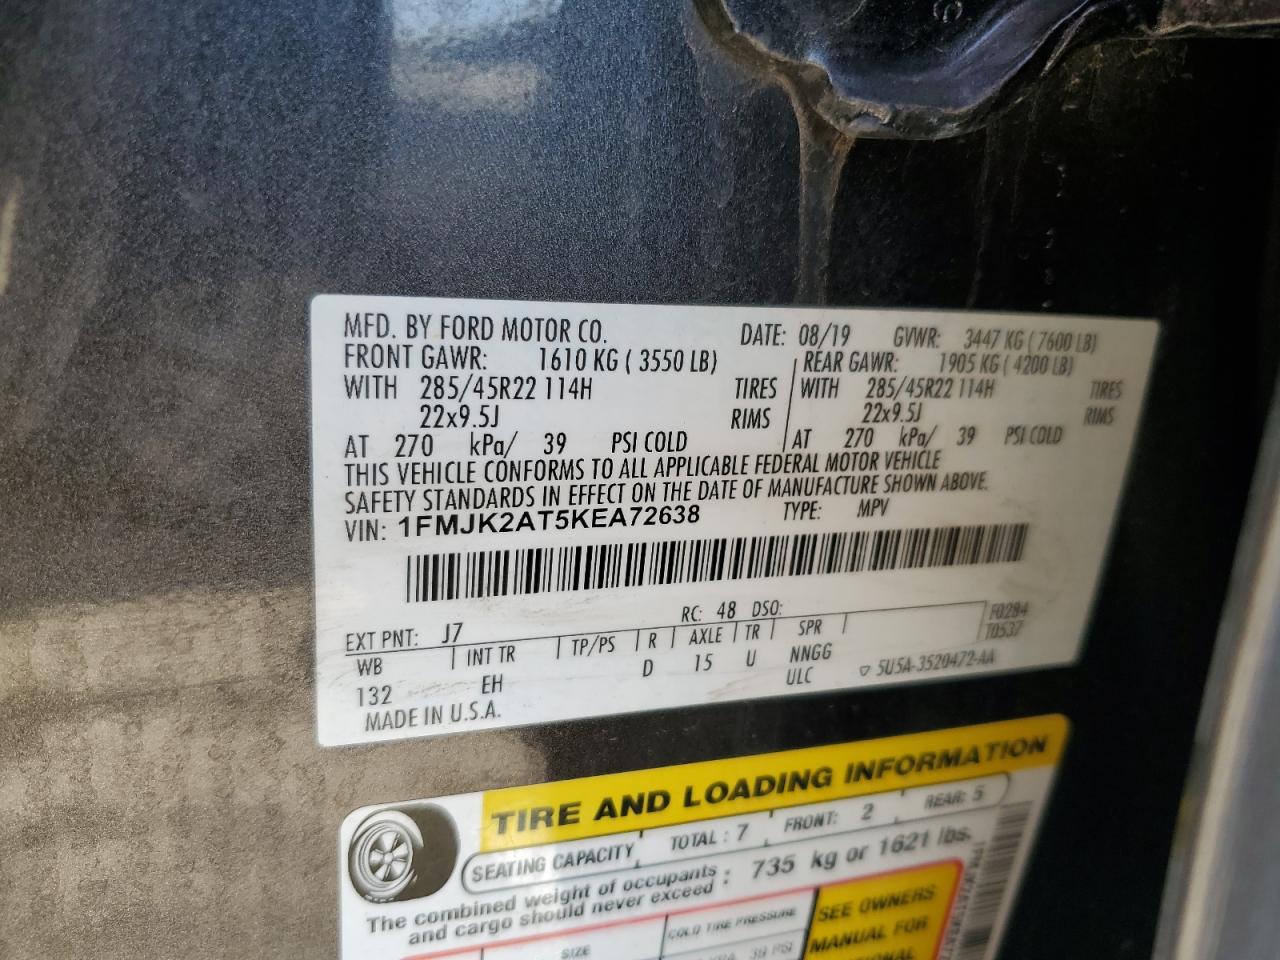 MFD. BY FORD MOTOR CO. DATE: 08/19 GVWR: 3447 KG ( 7600 LB)
FRONT GAWR: 1610 KG ( 3550 LB) REAR GAWR: 1905 KG ( 4200 LB)
WITH 285/45R22 114H TIRES WITH 285/45R22 114H TIRES
22x9.5J RIMS 22x9.5J RIMS
AT 270 kPa/ 39 PSI COLD AT 270 kPa/ 39 PSI COLD
THIS VEHICLE CONFORMS TO ALL APPLICABLE FEDERAL MOTOR VEHICLE
SAFETY STANDARDS IN EFFECT ON THE DATE OF MANUFACTURE SHOWN ABOVE.
VIN: 1FMJK2AT5KEA72638 TYPE: MPV
EXT PNT: J7 RC: 48 DSO: F0284
WB INT TR TP/PS R AXLE TR SPR T0537
132 EH D 15 U NNGG
ULC ▽ 5U5A-3520472-AA
MADE IN U.S.A.
TIRE AND LOADING INFORMATION
SEATING CAPACITY TOTAL : 7 FRONT: 2 REAR: 5
The combined weight of occupants and cargo should never exceed : 735 kg or 1621 lbs.
SIZE COLD TIRE PRESSURE SEE OWNERS
39 PSI MANUAL FOR